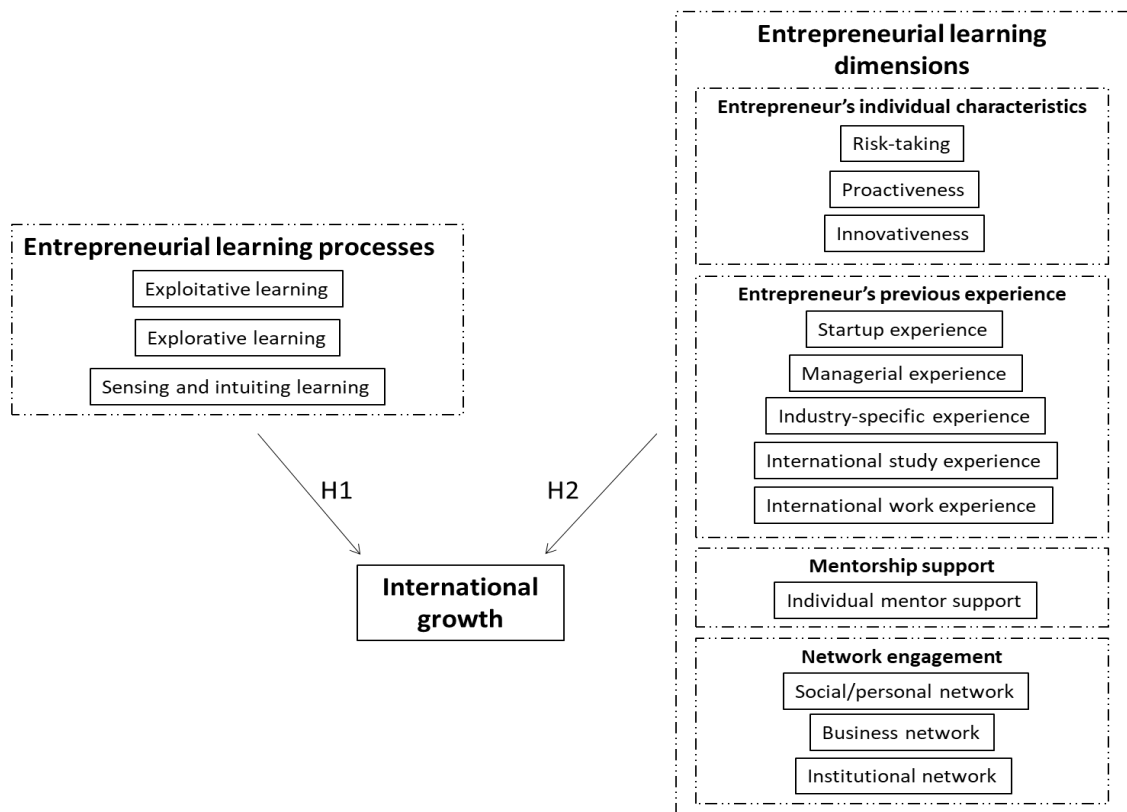 Entrepreneurial learning processes
Exploitative learning
Explorative learning
Sensing and intuiting learning
H1
H2
International
growth
Entrepreneurial learning
dimensions
Entrepreneur's individual characteristics
Risk-taking
Proactiveness
Innovativeness
Entrepreneur's previous experience
Startup experience
Managerial experience
Industry-specific experience
International study experience
International work experience
Mentorship support
Individual mentor support
Network engagement
Social/personal network
Business network
Institutional network